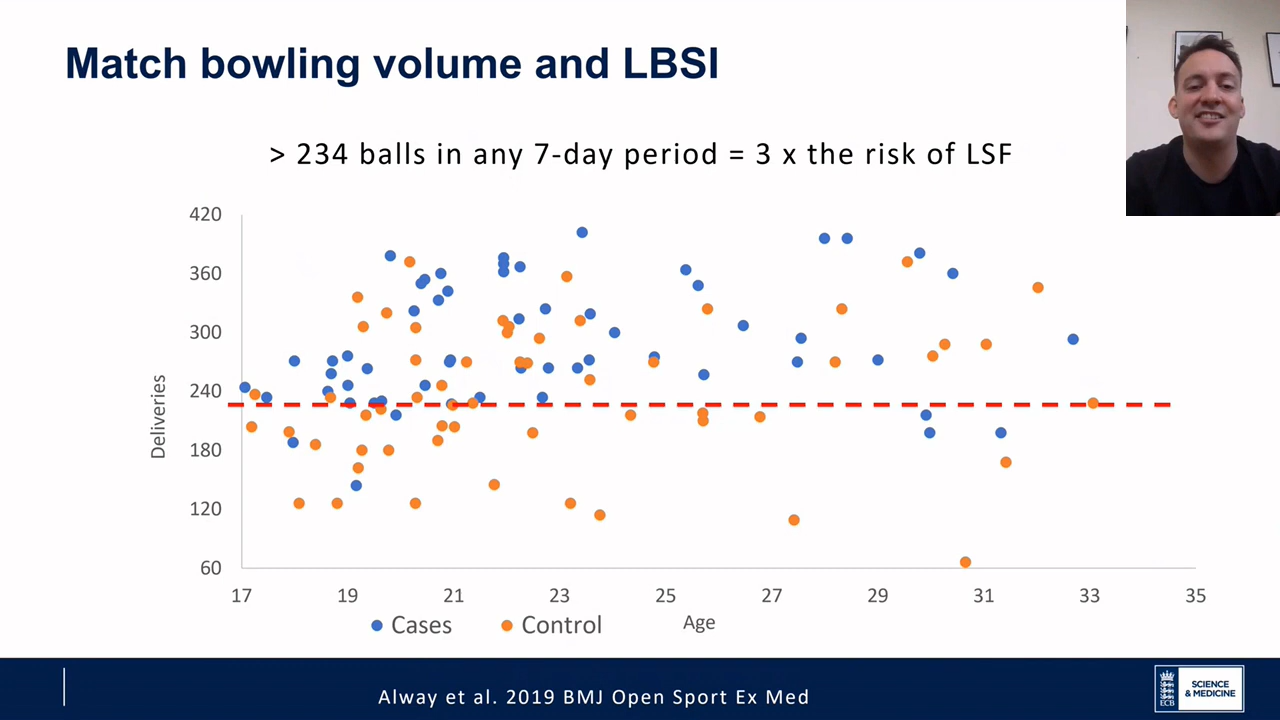 Match bowling volume and LBSI
> 234 balls in any 7-day period = 3 x the risk of LSF
420
360
300
240
180
120
60
Deliveries
17 19 21 23 25 27 29 31 33 35
Cases Control Age
Alway et al. 2019 BMJ Open Sport Ex Med
ECB
SCIENCE
& MEDICINE